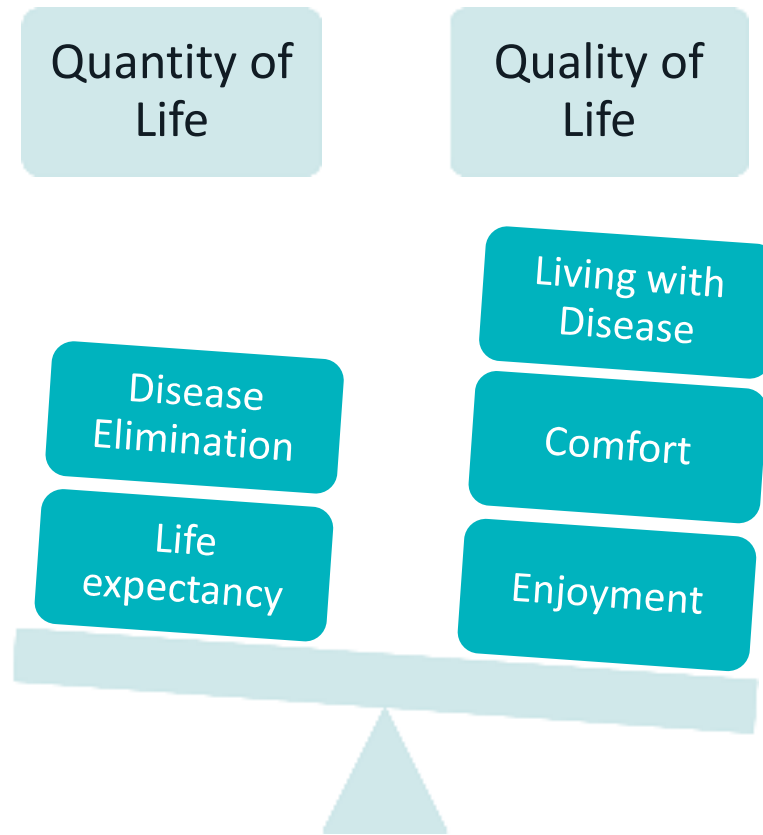 Quantity of
Life
Quality of
Life
Disease
Elimination
Life
expectancy
Living with
Disease
Comfort
Enjoyment